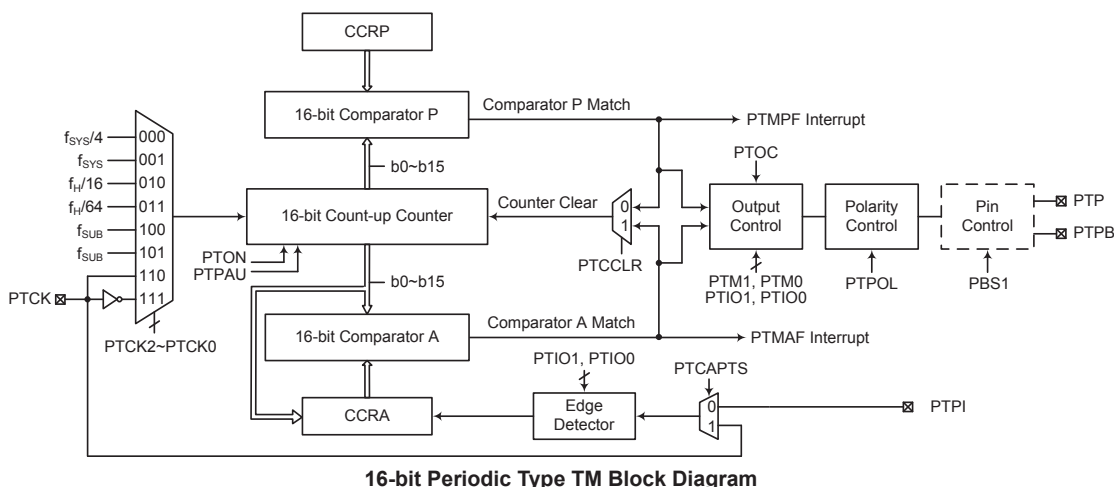 CCRP
16-bit Comparator P
Comparator P Match
PTMPF Interrupt
b0~b15
fSYS/4
000
fSYS
001
fH/16
010
fH/64
011
fSUB
100
fSUB
101
110
111
PTCK
PTCK2~PTCK0
16-bit Count-up Counter
PTON
PTPAU
Counter Clear
0
1
PTCCLR
PTOC
Output
Control
PTM1, PTM0
PTIO1, PTIO0
Polarity
Control
PTPOL
Pin
Control
PBS1
PTP
PTPB
b0~b15
16-bit Comparator A
Comparator A Match
PTMAF Interrupt
CCRA
PTIO1, PTIO0
Edge
Detector
PTCAPTS
0
1
PTPI
16-bit Periodic Type TM Block Diagram